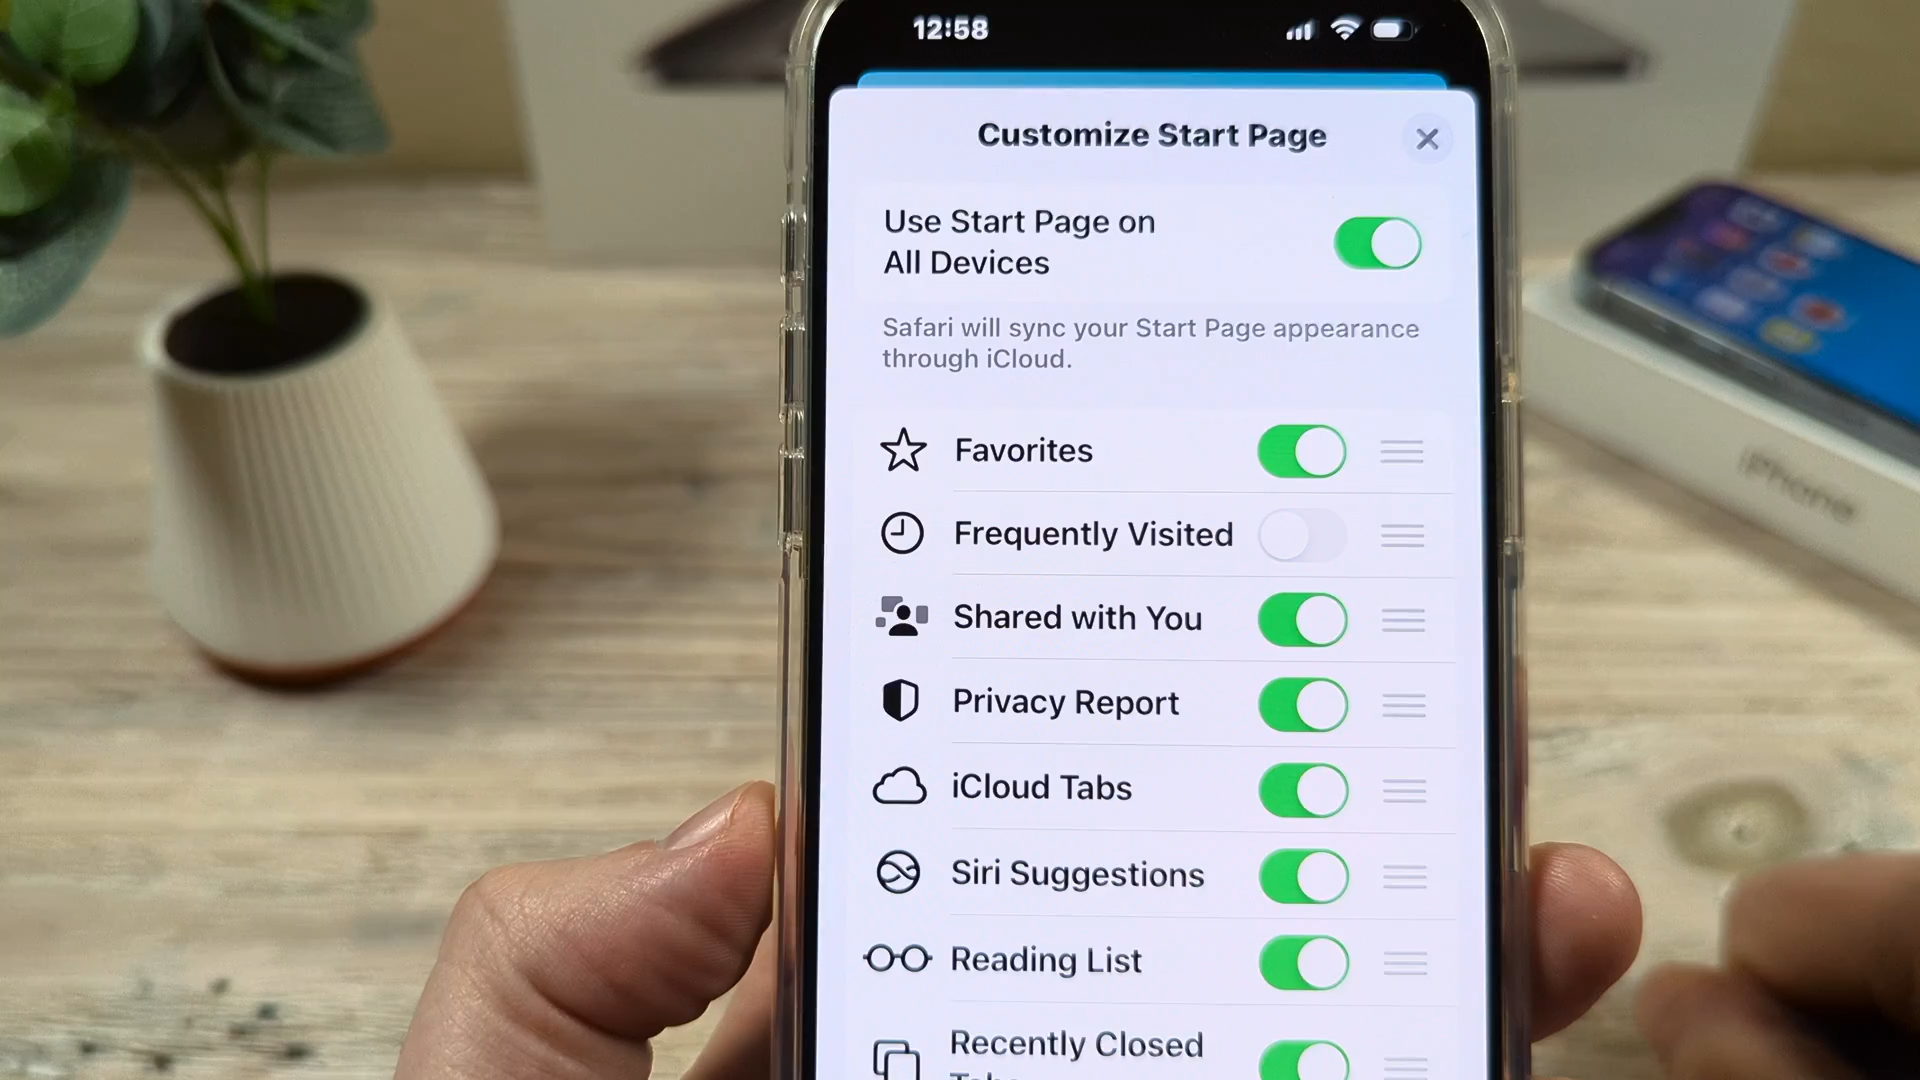 12:58
Customize Start Page
Use Start Page on
All Devices
Safari will sync your Start Page appearance
through iCloud.
Favorites
Frequently Visited
Shared with You
Privacy Report
iCloud Tabs
Siri Suggestions
Reading List
Recently Closed
iPhone